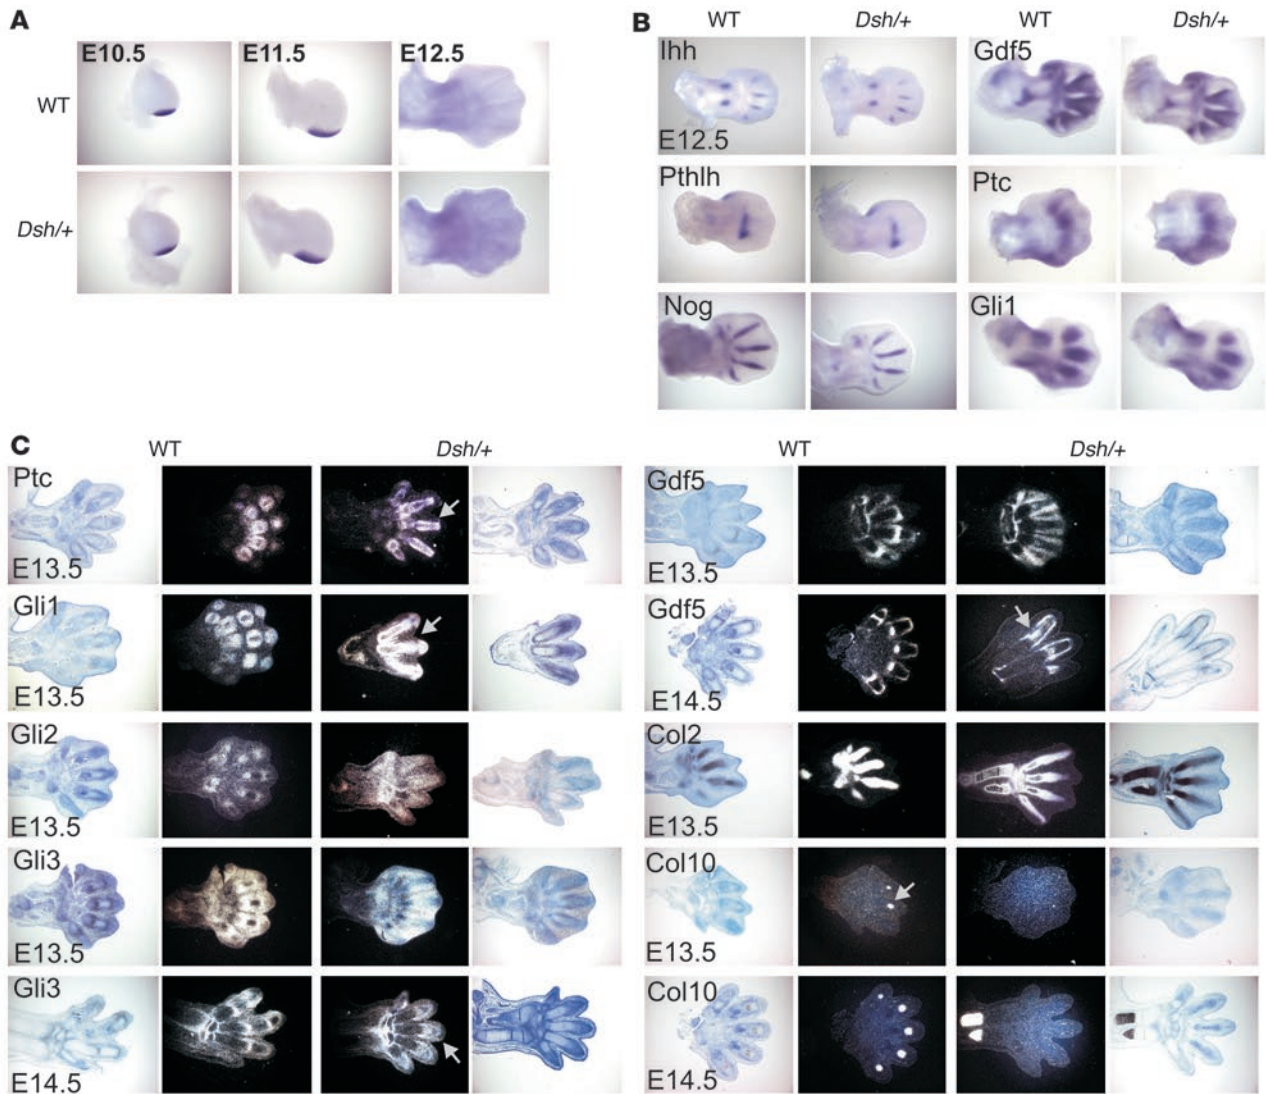 A
E10.5 E11.5 E12.5
WT
Dsh/+
B
WT Dsh/+ WT Dsh/+
Ihh
E12.5
Gdf5
Pthlh
Ptc
Nog
Gli1
C
WT Dsh/+
Ptc
E13.5
Gli1
E13.5
Gli2
E13.5
Gli3
E13.5
Gli3
E14.5
WT Dsh/+
Gdf5
E13.5
Gdf5
E14.5
Col2
E13.5
Col10
E13.5
Col10
E14.5